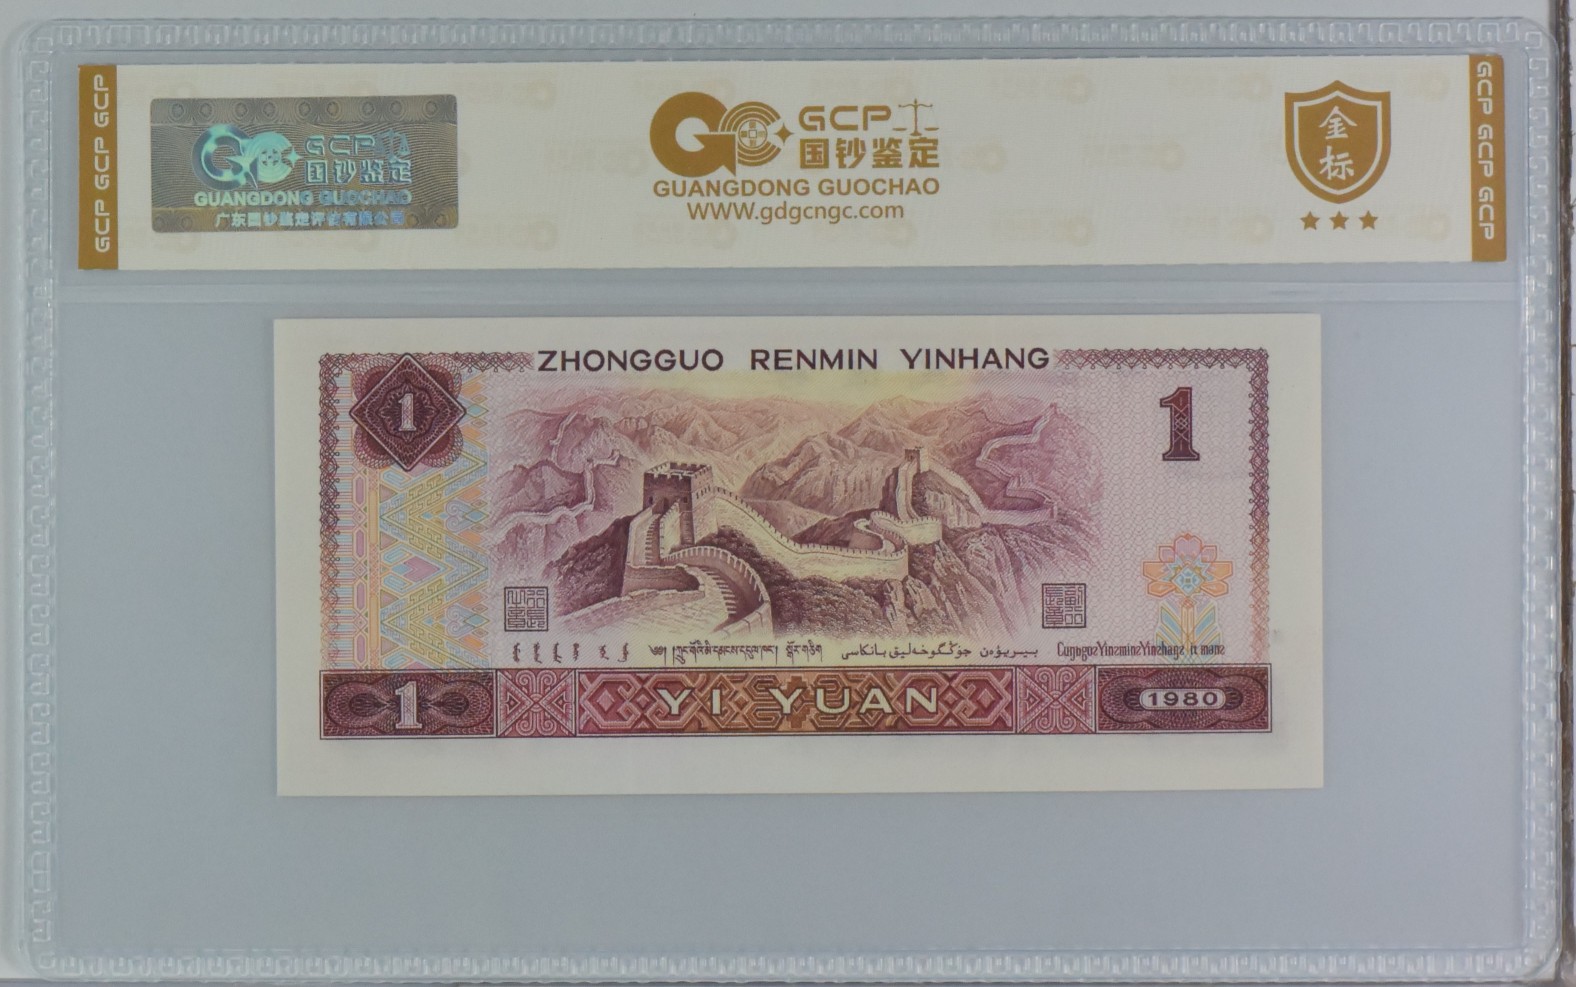 GCP GCP GCP
GCP
国钞鉴定
GUANGDONG GUOCHAO
广东国钞鉴定评估有限公司
GCP
国钞鉴定
GUANGDONG GUOCHAO
WWW.gdgcngc.com
金
标
GCP GCP GCP GCP
ZHONGGUO RENMIN YINHANG
1
1
1
YI YUAN
1980